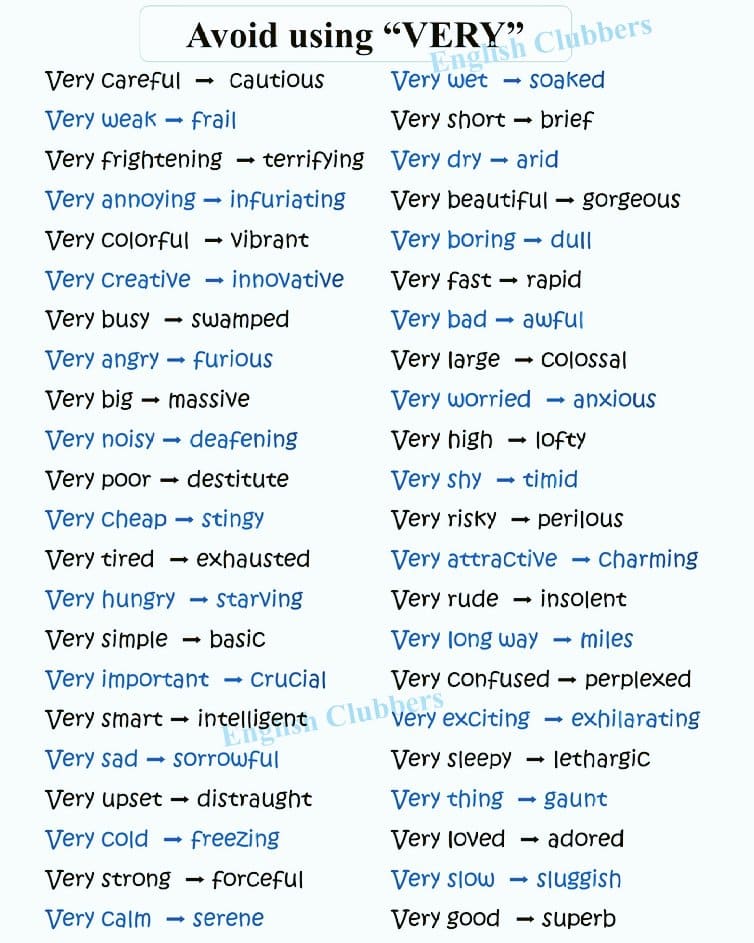 Avoid using “VERY”
English Clubbers
Very careful → cautious
Very weak → frail
Very frightening → terrifying
Very annoying → infuriating
Very colorful → vibrant
Very creative → innovative
Very busy → swamped
Very angry → furious
Very big → massive
Very noisy → deafening
Very poor → destitute
Very cheap → stingy
Very tired → exhausted
Very hungry → starving
Very simple → basic
Very important → crucial
Very smart → intelligent
Very sad → sorrowful
Very upset → distraught
Very cold → freezing
Very strong → forceful
Very calm → serene
Very wet → soaked
Very short → brief
Very dry → arid
Very beautiful → gorgeous
Very boring → dull
Very fast → rapid
Very bad → awful
Very large → colossal
Very worried → anxious
Very high → lofty
Very shy → timid
Very risky → perilous
Very attractive → charming
Very rude → insolent
Very long way → miles
Very confused → perplexed
very exciting → exhilarating
Very sleepy → lethargic
Very thing → gaunt
Very loved → adored
Very slow → sluggish
Very good → superb
English Clubbers